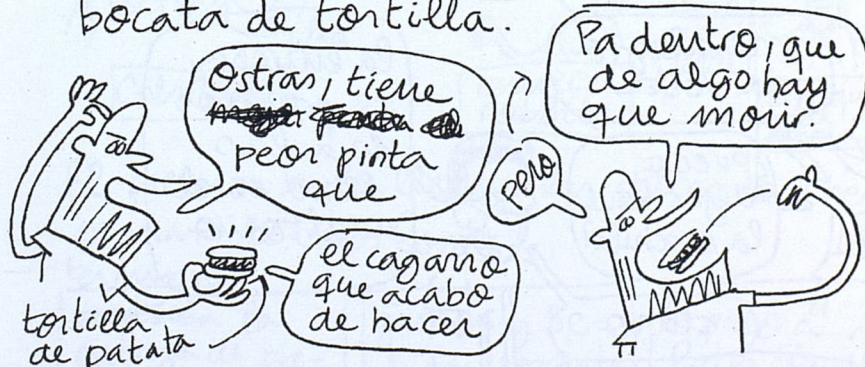 bocata de tortilla.
Ostras, tiene
peor pinta
que
el cagarro
que acabo
de hacer
tortilla
de patata
pero
Pa dentro, que
de algo hay
que morir.